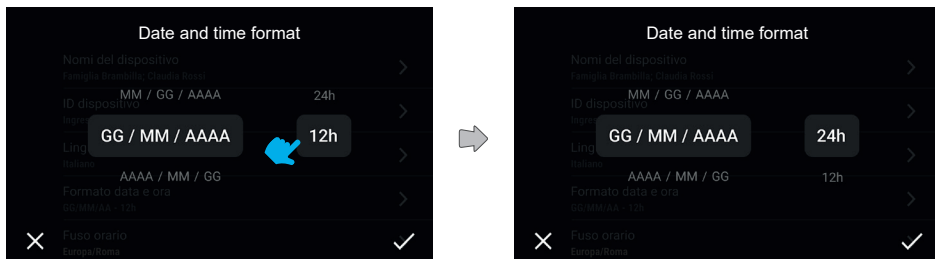 Date and time format
Nomi del dispositivo
Famiglia Brambilla; Claudia Rossi
MM / GG / AAAA
24h
ID dispositivo
GG / MM / AAAA
12h
Italiano
AAAA / MM / GG
Formato data e ora
GG/MM/AA - 12h
Fuso orario
Europa/Roma
Date and time format
Nomi del dispositivo
Famiglia Brambilla; Claudia Rossi
MM / GG / AAAA
ID dispositivo
GG / MM / AAAA
24h
Italiano
AAAA / MM / GG
12h
Formato data e ora
GG/MM/AA - 12h
Fuso orario
Europa/Roma